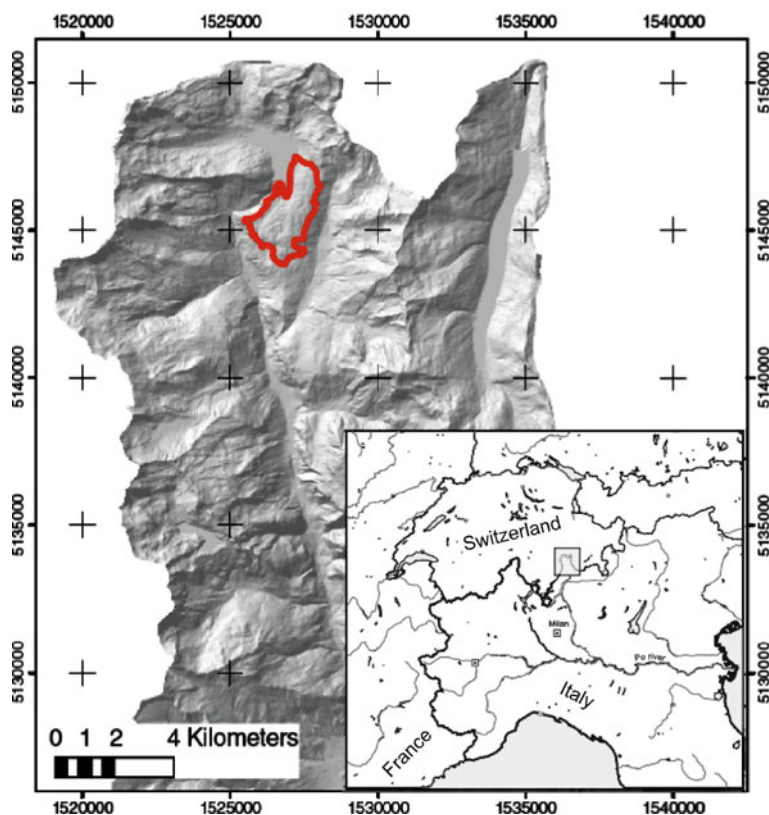 1520000 1525000 1530000 1535000 1540000
5150000 5150000
5145000 5145000
5140000 5140000
5135000 5135000
5130000 5130000
Switzerland
Milan
Po river
Italy
France
0 1 2 4 Kilometers
1520000 1525000 1530000 1535000 1540000